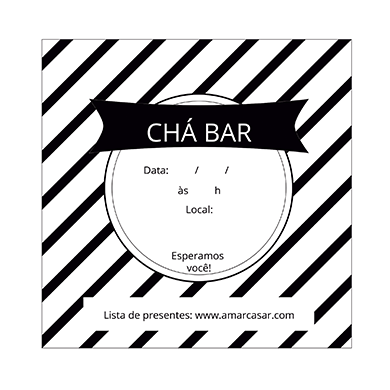 CHÁ BAR
Data: / /
às h
Local:
Esperamos
você!
Lista de presentes: www.amarcasar.com